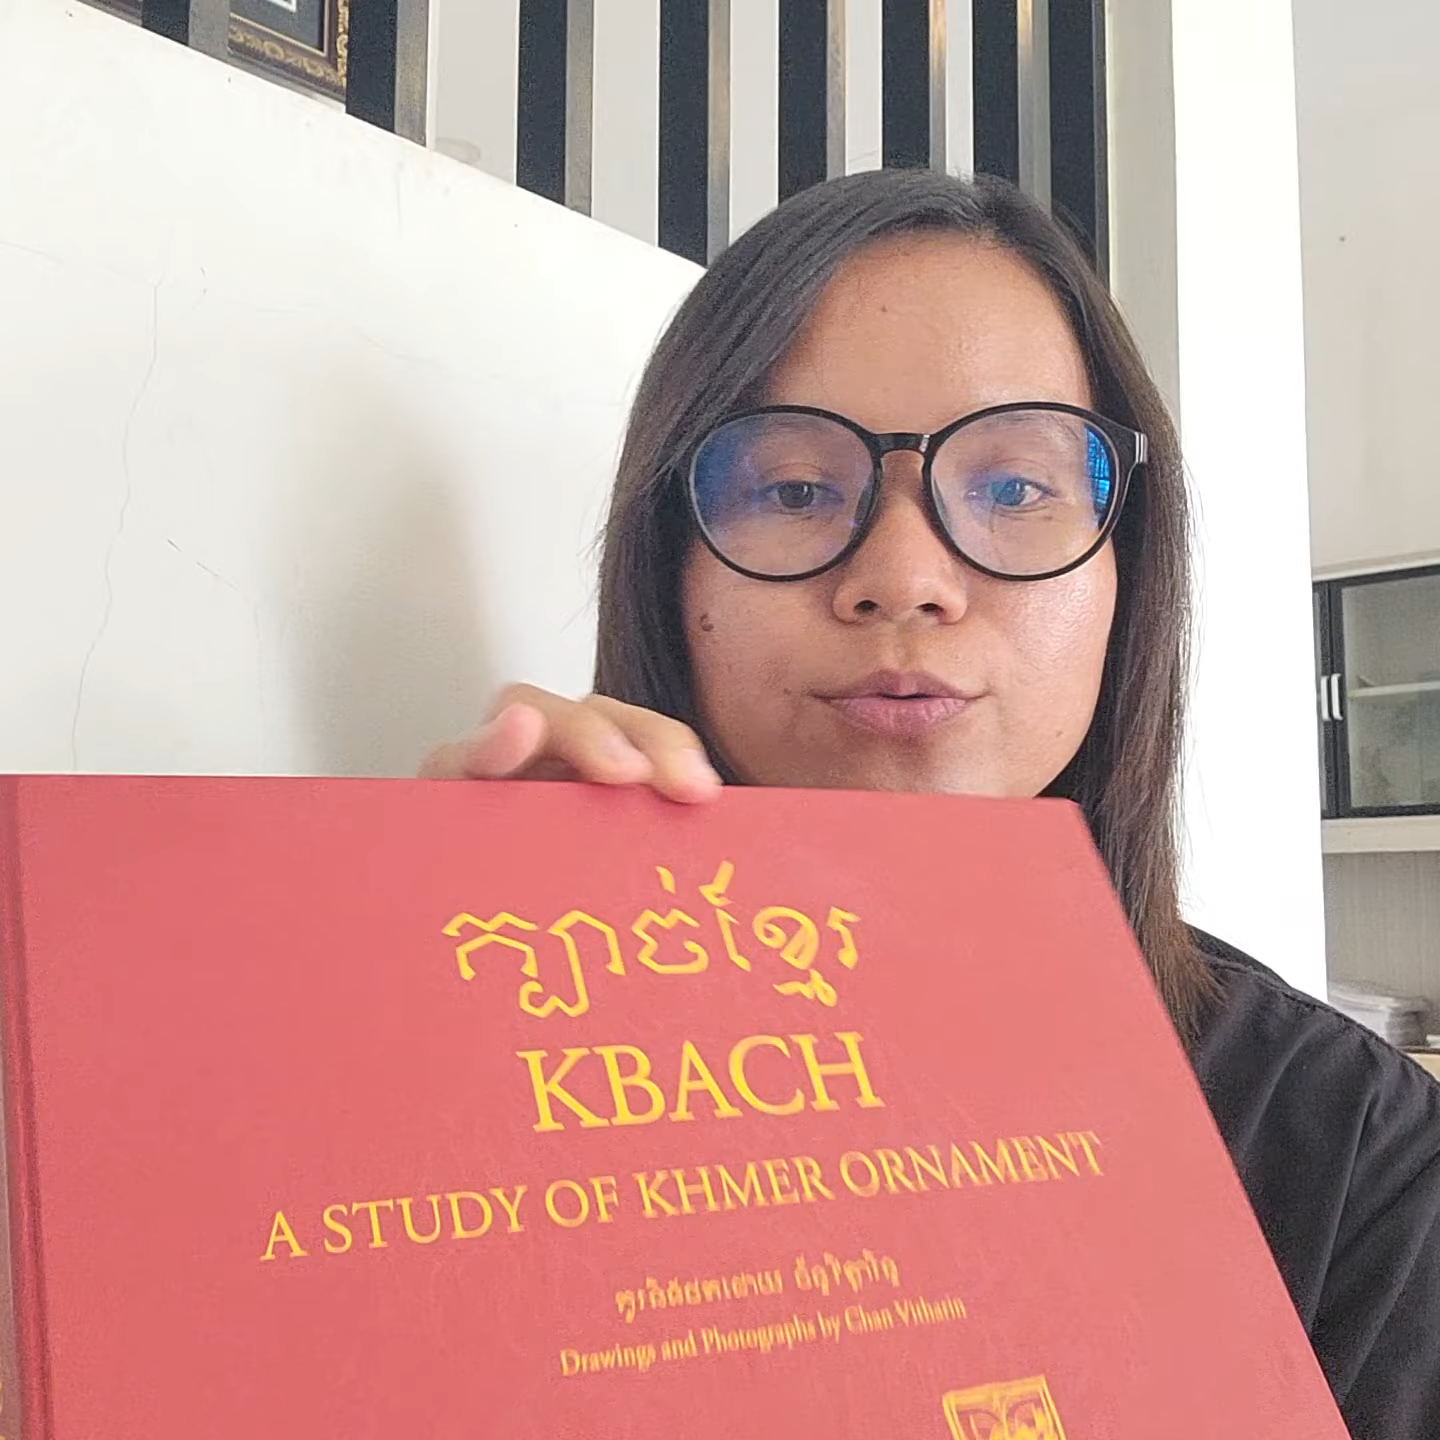 ក្បាច់ខ្មែរ
KBACH
A STUDY OF KHMER ORNAMENT
Drawings and Photographs by Chan Vitharin